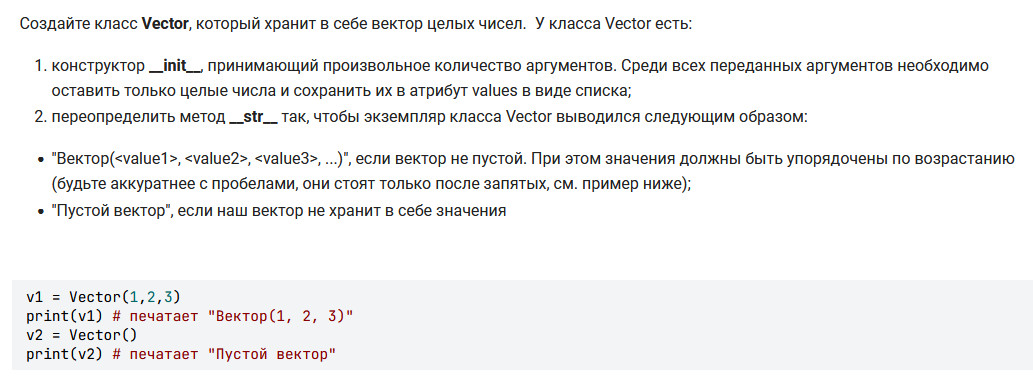 Создайте класс Vector, который хранит в себе вектор целых чисел.  У класса Vector есть:
1. конструктор __init__, принимающий произвольное количество аргументов. Среди всех переданных аргументов необходимо
оставить только целые числа и сохранить их в атрибут values в виде списка;
2. переопределить метод __str__ так, чтобы экземпляр класса Vector выводился следующим образом:
• "Вектор(<value1>, <value2>, <value3>, ...)", если вектор не пустой. При этом значения должны быть упорядочены по возрастанию
(будьте аккуратнее с пробелами, они стоят только после запятых, см. пример ниже);
• "Пустой вектор", если наш вектор не хранит в себе значения
v1 = Vector(1,2,3)
print(v1) # печатает "Вектор(1, 2, 3)"
v2 = Vector()
print(v2) # печатает "Пустой вектор"